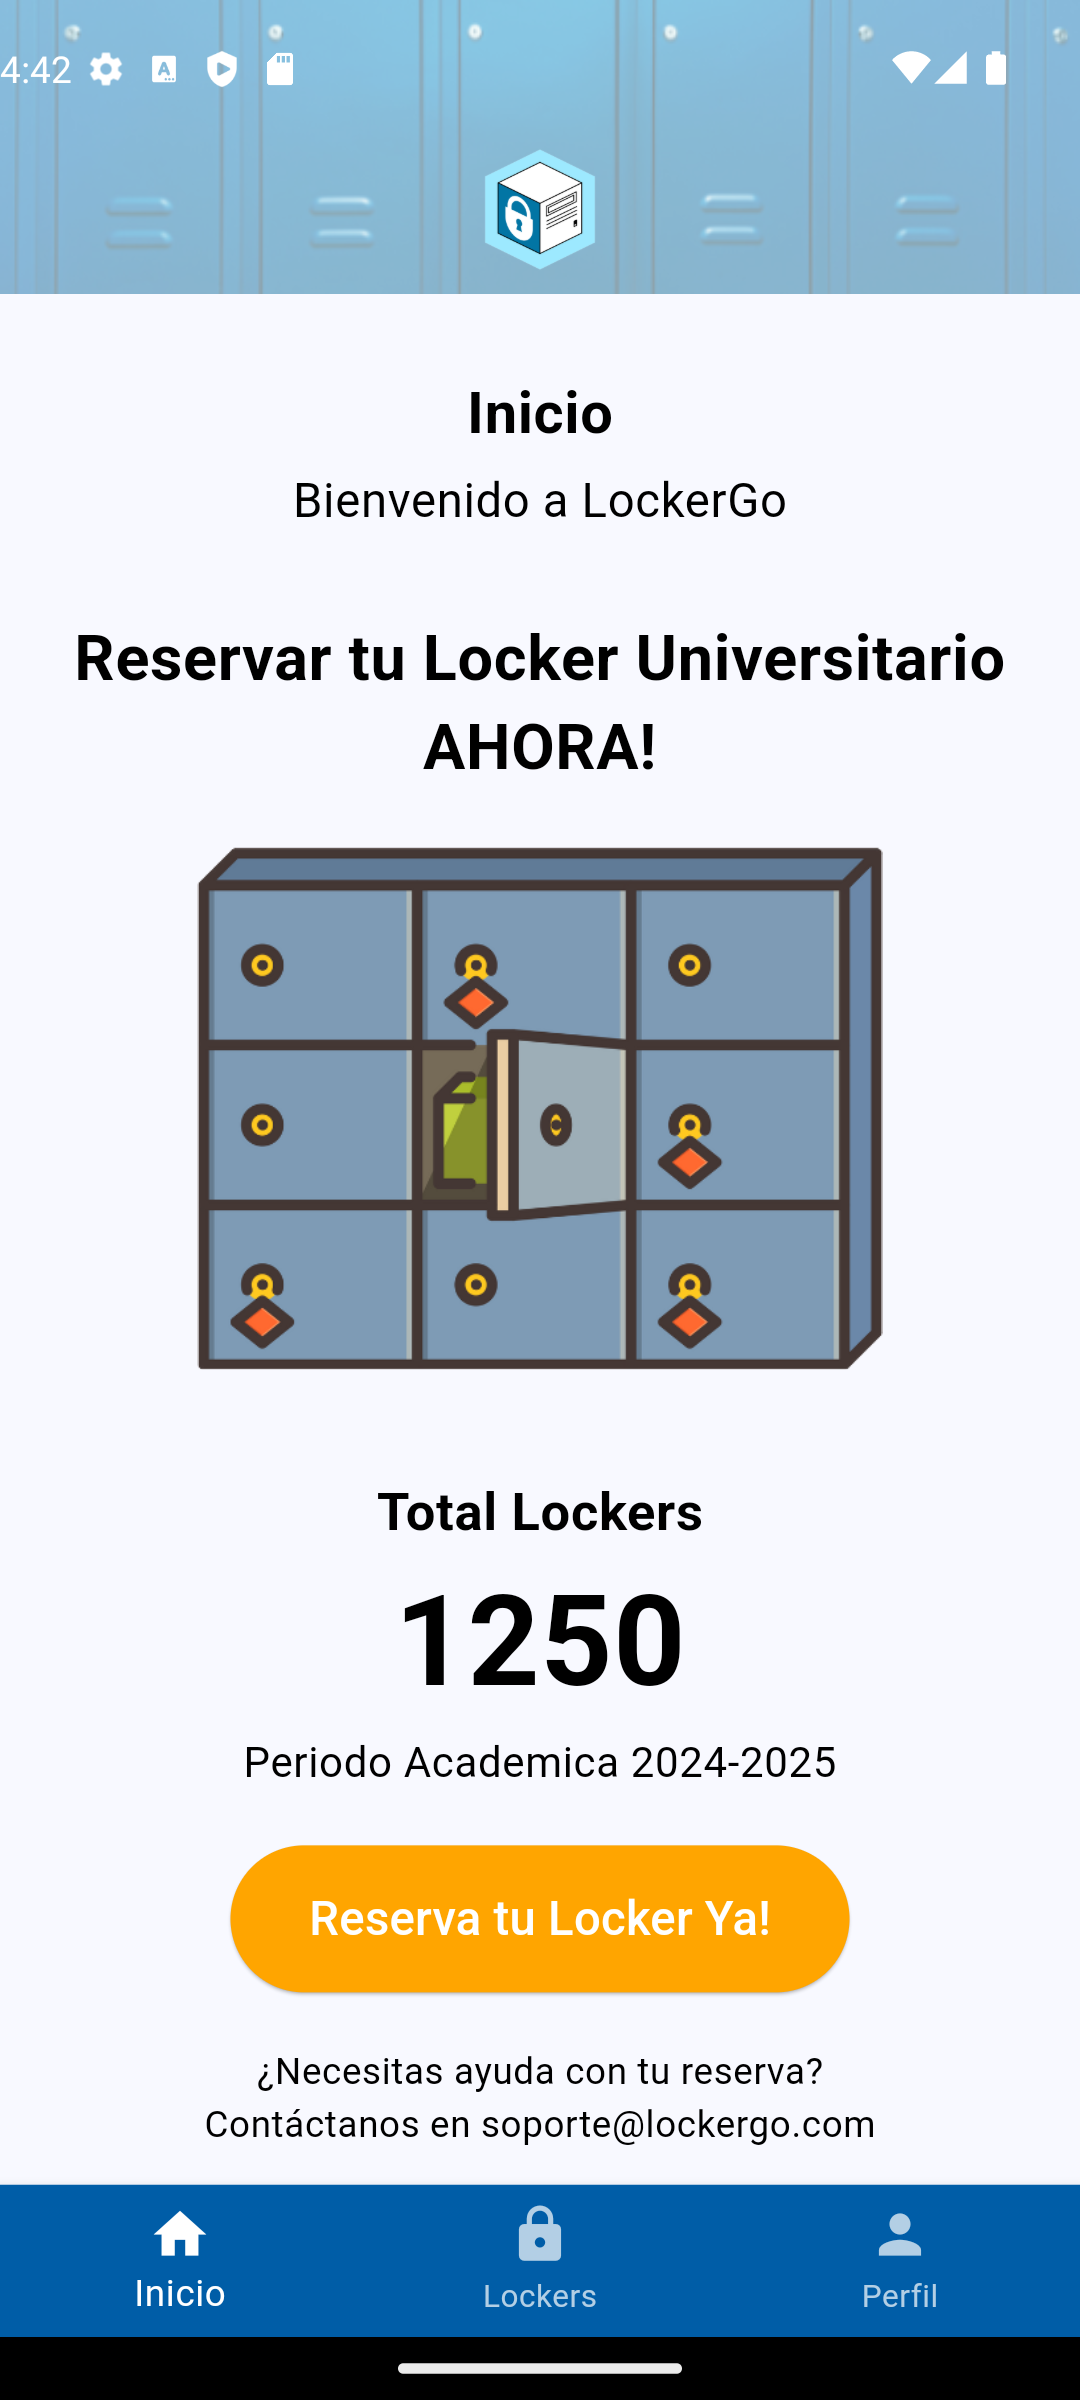 4:42
Inicio
Bienvenido a LockerGo
Reservar tu Locker Universitario
AHORA!
Total Lockers
1250
Periodo Academica 2024-2025
Reserva tu Locker Ya!
¿Necesitas ayuda con tu reserva?
Contáctanos en soporte@lockergo.com
Inicio
Lockers
Perfil